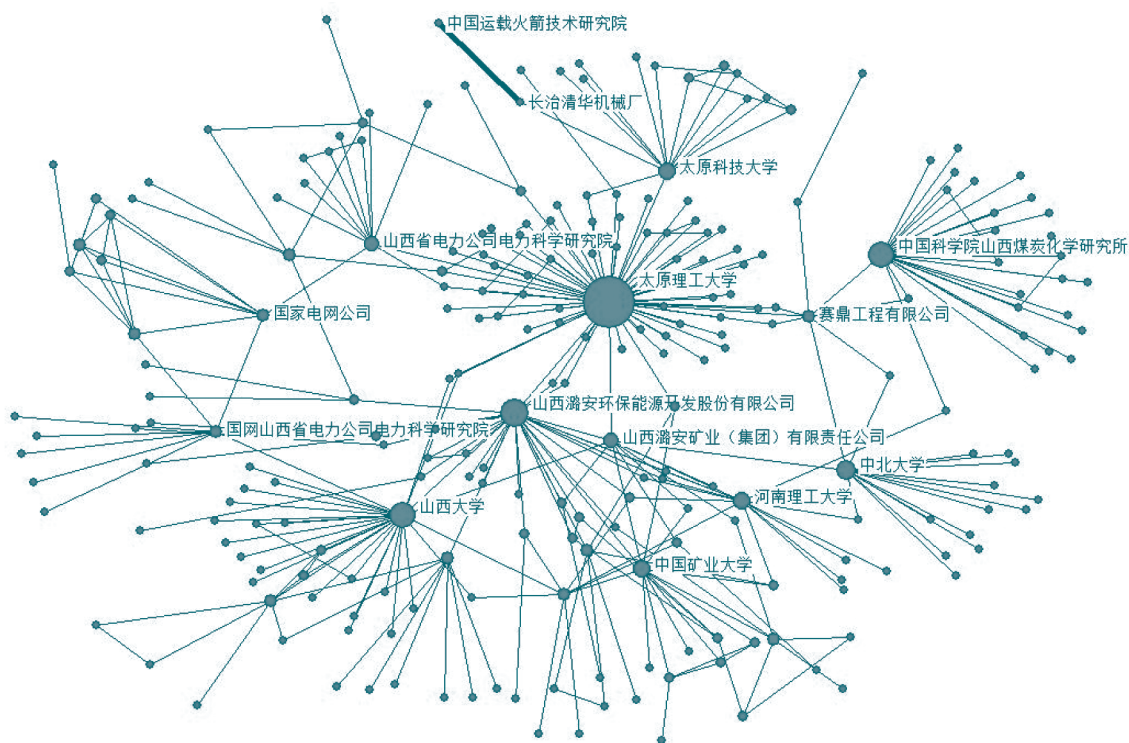 中国运载火箭技术研究院
长治清华机械厂
太原科技大学
山西省电力公司电力科学研究院
中国科学院山西煤炭化学研究所
太原理工大学
国家电网公司
赛鼎工程有限公司
山西潞安环保能源开发股份有限公司
国网山西省电力公司电力科学研究院
山西潞安矿业（集团）有限责任公司
中北大学
河南理工大学
山西大学
中国矿业大学